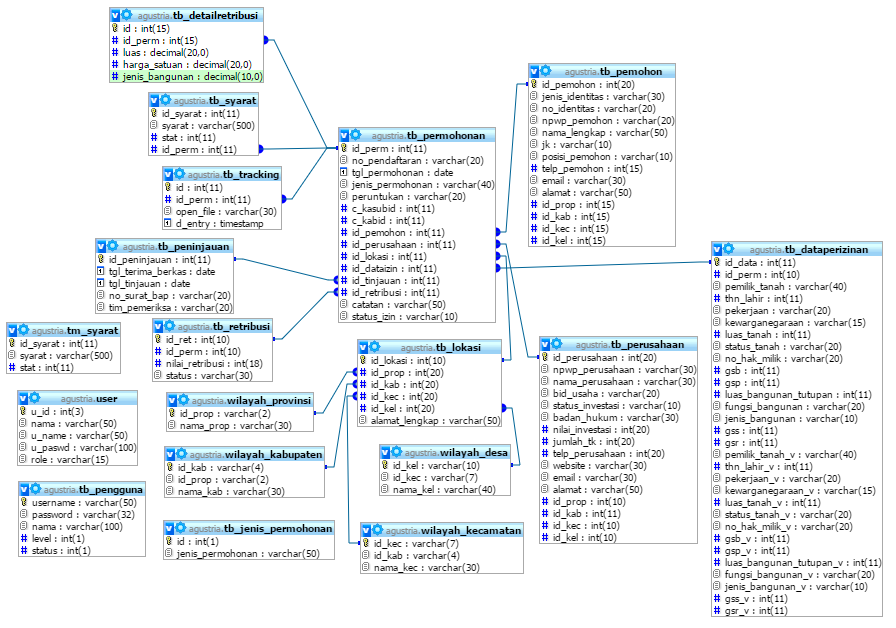 agustria.tb_detailretribusi
id : int(15)
id_perm : int(15)
luas : decimal(20,0)
harga_satuan : decimal(20,0)
jenis_bangunan : decimal(10,0)
agustria.tb_syarat
id_syarat : int(11)
syarat : varchar(500)
stat : int(11)
id_perm : int(11)
agustria.tb_tracking
id : int(11)
id_perm : int(11)
open_file : varchar(30)
d_entry : timestamp
agustria.tb_peninjauan
id_peninjauan : int(11)
tgl_terima_berkas : date
tgl_tinjauan : date
no_surat_bap : varchar(20)
tim_pemeriksa : varchar(20)
agustria.tm_syarat
id_syarat : int(11)
syarat : varchar(500)
stat : int(11)
agustria.tb_retribusi
id_ret : int(10)
id_perm : int(10)
nilai_retribusi : int(18)
status : varchar(30)
agustria.user
u_id : int(3)
nama : varchar(50)
u_name : varchar(50)
u_paswd : varchar(100)
role : varchar(15)
agustria.wilayah_provinsi
id_prop : varchar(2)
nama_prop : varchar(30)
agustria.wilayah_kabupaten
id_kab : varchar(4)
id_prop : varchar(2)
nama_kab : varchar(30)
agustria.tb_pengguna
username : varchar(50)
password : varchar(32)
nama : varchar(100)
level : int(1)
status : int(1)
agustria.tb_jenis_permohonan
id : int(1)
jenis_permohonan : varchar(50)
agustria.tb_permohonan
id_perm : int(11)
no_pendaftaran : varchar(20)
tgl_permohonan : date
jenis_permohonan : varchar(40)
peruntukan : varchar(20)
c_kasubid : int(11)
c_kabid : int(11)
id_pemohon : int(11)
id_perusahaan : int(11)
id_lokasi : int(11)
id_dataizin : int(11)
id_tinjauan : int(11)
id_retribusi : int(11)
catatan : varchar(50)
status_izin : varchar(10)
agustria.tb_lokasi
id_lokasi : int(10)
id_prop : int(20)
id_kab : int(20)
id_kec : int(20)
id_kel : int(20)
alamat_lengkap : varchar(50)
agustria.wilayah_desa
id_kel : varchar(10)
id_kec : varchar(7)
nama_kel : varchar(40)
agustria.wilayah_kecamatan
id_kec : varchar(7)
id_kab : varchar(4)
nama_kec : varchar(30)
agustria.tb_pemohon
id_pemohon : int(20)
jenis_identitas : varchar(30)
no_identitas : varchar(20)
npwp_pemohon : varchar(20)
nama_lengkap : varchar(50)
jk : varchar(10)
posisi_pemohon : varchar(10)
telp_pemohon : int(15)
email : varchar(30)
alamat : varchar(50)
id_prop : int(15)
id_kab : int(15)
id_kec : int(15)
id_kel : int(15)
agustria.tb_perusahaan
id_perusahaan : int(20)
npwp_perusahaan : varchar(30)
nama_perusahaan : varchar(30)
bid_usaha : varchar(20)
status_investasi : varchar(10)
badan_hukum : varchar(30)
nilai_investasi : int(20)
jumlah_tk : int(20)
telp_perusahaan : int(20)
website : varchar(30)
email : varchar(30)
alamat : varchar(50)
id_prop : int(10)
id_kab : int(11)
id_kec : int(10)
id_kel : int(10)
agustria.tb_dataperizinan
id_data : int(11)
id_perm : int(10)
pemilik_tanah : varchar(40)
thn_lahir : int(11)
pekerjaan : varchar(20)
kewarganegaraan : varchar(15)
luas_tanah : int(11)
status_tanah : varchar(20)
no_hak_milik : varchar(20)
gsb : int(11)
gsp : int(11)
luas_bangunan_tutupan : int(11)
fungsi_bangunan : varchar(20)
jenis_bangunan : varchar(10)
gss : int(11)
gsr : int(11)
pemilik_tanah_v : varchar(40)
thn_lahir_v : int(11)
pekerjaan_v : varchar(20)
kewarganegaraan_v : varchar(15)
luas_tanah_v : int(11)
status_tanah_v : varchar(20)
no_hak_milik_v : varchar(20)
gsb_v : int(11)
gsp_v : int(11)
luas_bangunan_tutupan_v : int(11)
fungsi_bangunan_v : varchar(20)
jenis_bangunan_v : varchar(10)
gss_v : int(11)
gsr_v : int(11)